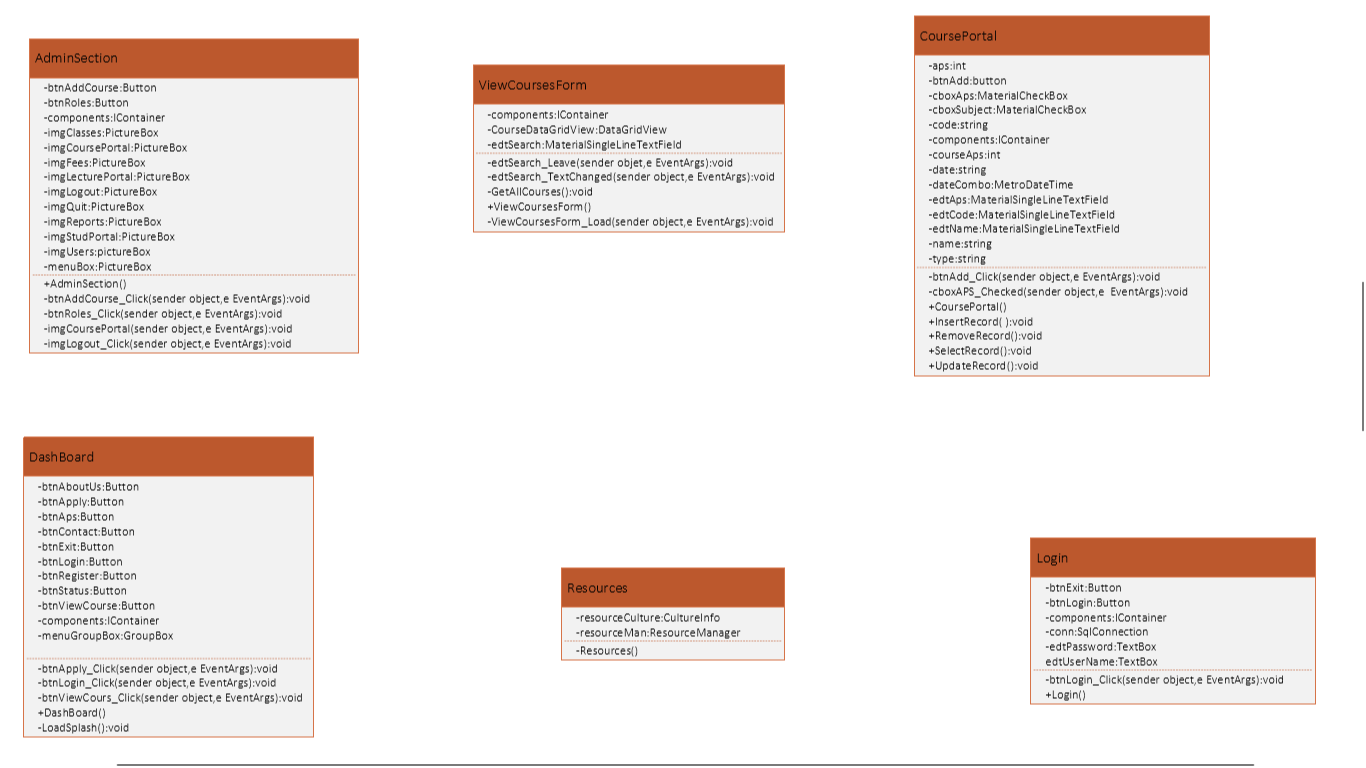 AdminSection
-btnAddCourse:Button
-btnRoles:Button
-components:IContainer
-imgClasses:PictureBox
-imgCoursePortal:PictureBox
-imgFees:PictureBox
-imgLecturePortal:PictureBox
-imgLogout:PictureBox
-imgQuit:PictureBox
-imgReports:PictureBox
-imgStudPortal:PictureBox
-imgUsers:pictureBox
-menuBox:PictureBox
+AdminSection()
-btnAddCourse_Click(sender object,e EventArgs):void
-btnRoles_Click(sender object,e EventArgs):void
-imgCoursePortal(sender object,e EventArgs):void
-imgLogout_Click(sender object,e EventArgs):void
ViewCoursesForm
-components:IContainer
-CourseDataGridView:DataGridView
-edtSearch:MaterialSingleLineTextField
-edtSearch_Leave(sender objet,e EventArgs):void
-edtSearch_TextChanged(sender object,e EventArgs):void
-GetAllCourses():void
+ViewCoursesForm()
-ViewCoursesForm_Load(sender object,e EventArgs):void
CoursePortal
-aps:int
-btnAdd:button
-cboxAps:MaterialCheckBox
-cboxSubject:MaterialCheckBox
-code:string
-components:IContainer
-courseAps:int
-date:string
-dateCombo:MetroDateTime
-edtAps:MaterialSingleLineTextField
-edtCode:MaterialSingleLineTextField
-edtName:MaterialSingleLineTextField
-name:string
-type:string
-btnAdd_Click(sender object,e EventArgs):void
-cboxAPS_Checked(sender object,e  EventArgs):void
+CoursePortal()
+InsertRecord( ):void
+RemoveRecord():void
+SelectRecord():void
+UpdateRecord():void
DashBoard
-btnAboutUs:Button
-btnApply:Button
-btnAps:Button
-btnContact:Button
-btnExit:Button
-btnLogin:Button
-btnRegister:Button
-btnStatus:Button
-btnViewCourse:Button
-components:IContainer
-menuGroupBox:GroupBox
-btnApply_Click(sender object,e EventArgs):void
-btnLogin_Click(sender object,e EventArgs):void
-btnViewCours_Click(sender object,e EventArgs):void
+DashBoard()
-LoadSplash():void
Resources
-resourceCulture:CultureInfo
-resourceMan:ResourceManager
-Resources()
Login
-btnExit:Button
-btnLogin:Button
-components:IContainer
-conn:SqlConnection
-edtPassword:TextBox
edtUserName:TextBox
-btnLogin_Click(sender object,e EventArgs):void
+Login()